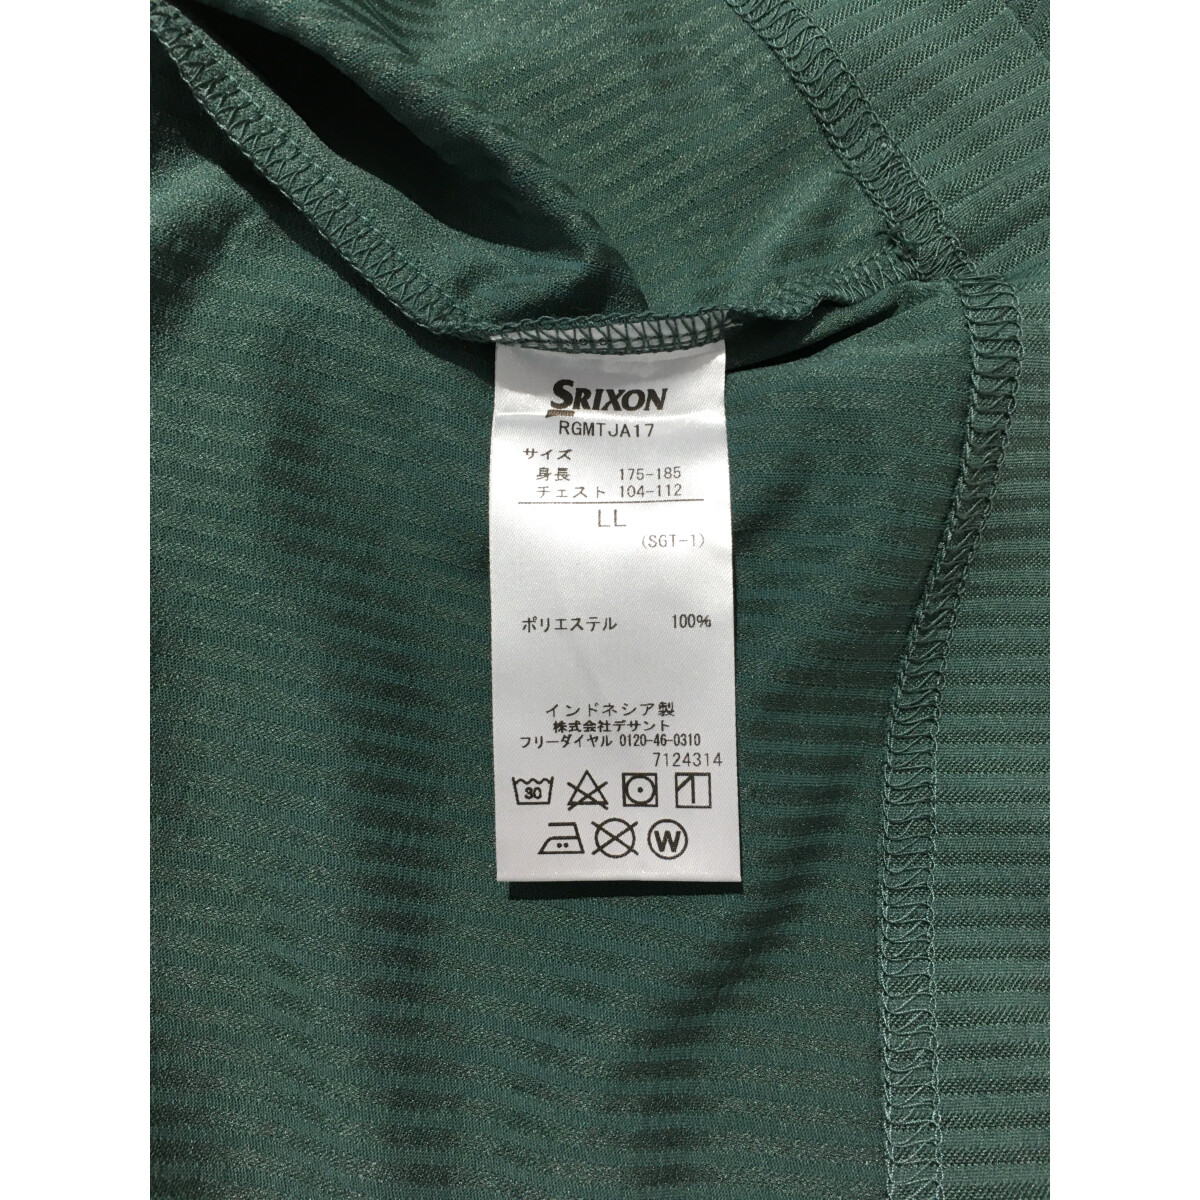 SRIXON
RGMTJA17
サイズ
身長 175-185
チェスト 104-112
LL
(SGT-1)
ポリエステル 100%
インドネシア製
株式会社デサント
フリーダイヤル 0120-46-0310
7124314
30
W